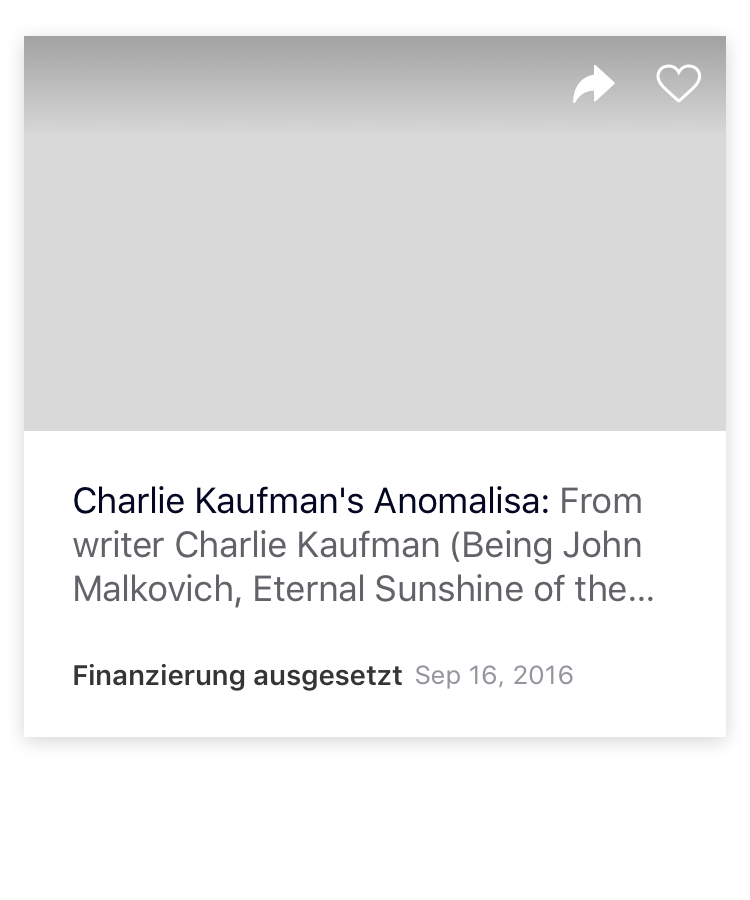 Charlie Kaufman's Anomalisa: From
writer Charlie Kaufman (Being John
Malkovich, Eternal Sunshine of the...
Finanzierung ausgesetzt Sep 16, 2016